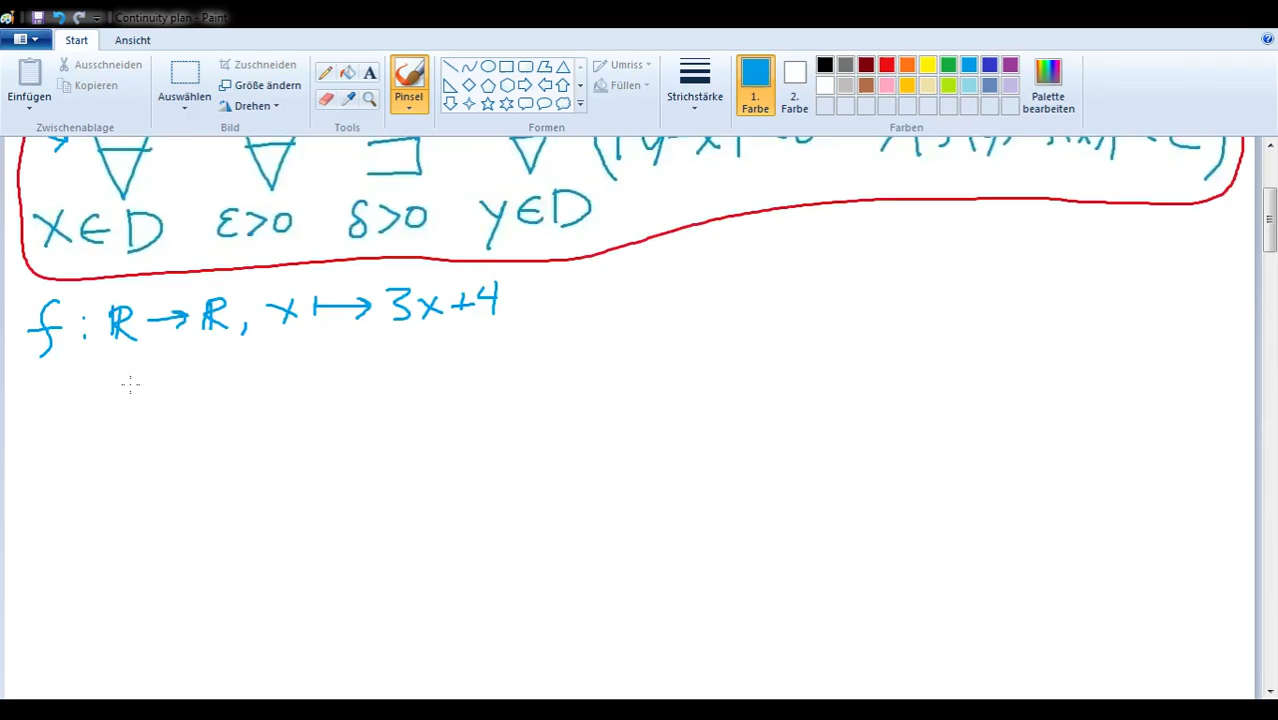 Continuity plan - Paint
Start Ansicht
Einfügen
Ausschneiden
Kopieren
Zwischenablage
Auswählen
Zuschneiden
Größe ändern
Drehen
Bild
A
Tools
Pinsel
Umriss
Füllen
Formen
Strichstärke
1. Farbe
2. Farbe
Palette bearbeiten
Farben
x∈D ε>0 δ>0 y∈D
f : ℝ → ℝ, x ↦ 3x+4